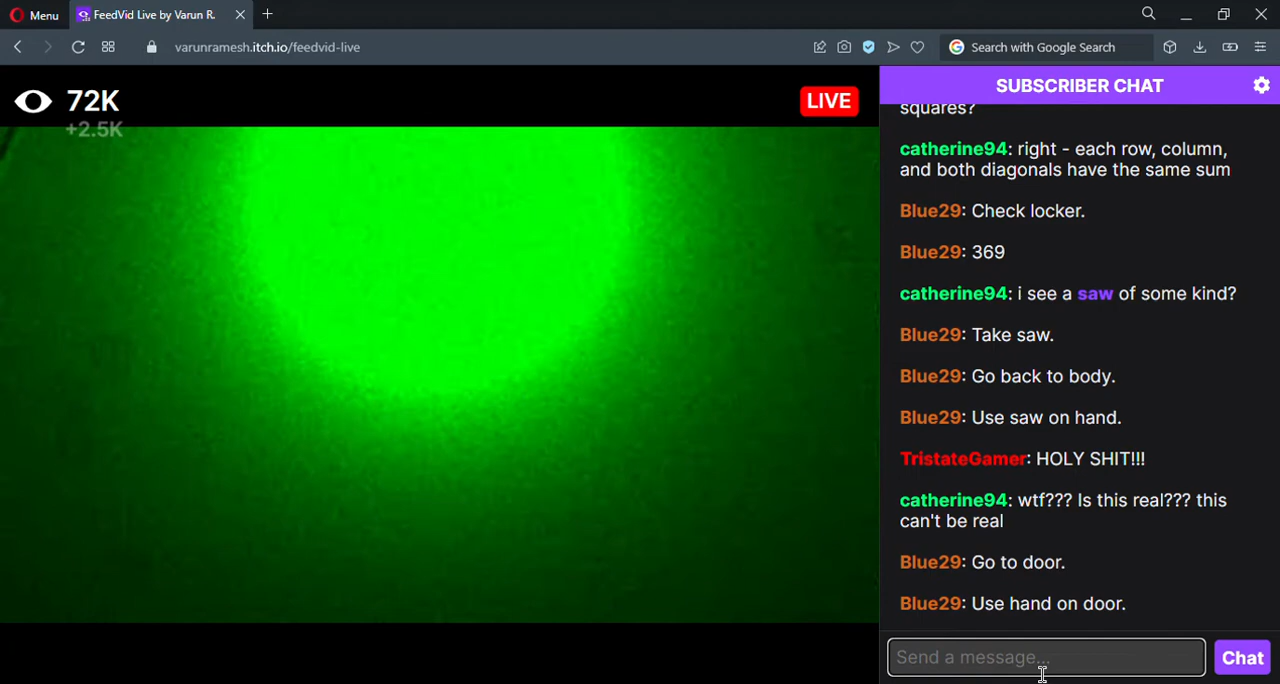 Menu
FeedVid Live by Varun R.
varunramesh.itch.io/feedvid-live
Search with Google Search
72K
+2.5K
LIVE
SUBSCRIBER CHAT
squares?
catherine94: right - each row, column,
and both diagonals have the same sum
Blue29: Check locker.
Blue29: 369
catherine94: i see a saw of some kind?
Blue29: Take saw.
Blue29: Go back to body.
Blue29: Use saw on hand.
TristateGamer: HOLY SHIT!!!
catherine94: wtf??? Is this real??? this
can't be real
Blue29: Go to door.
Blue29: Use hand on door.
Send a message...
Chat